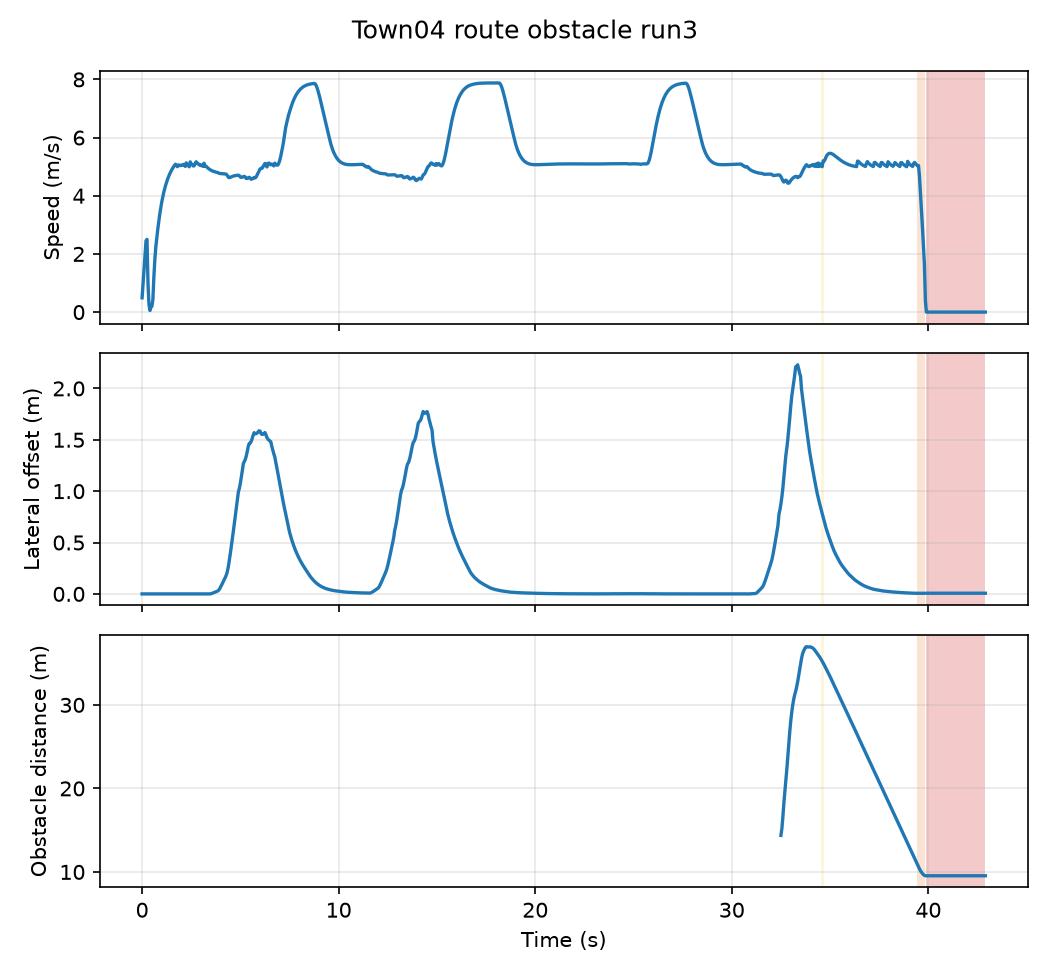 Town04 route obstacle run3
Speed (m/s)
8
6
4
2
0
Lateral offset (m)
2.0
1.5
1.0
0.5
0.0
Obstacle distance (m)
30
20
10
0 10 20 30 40
Time (s)